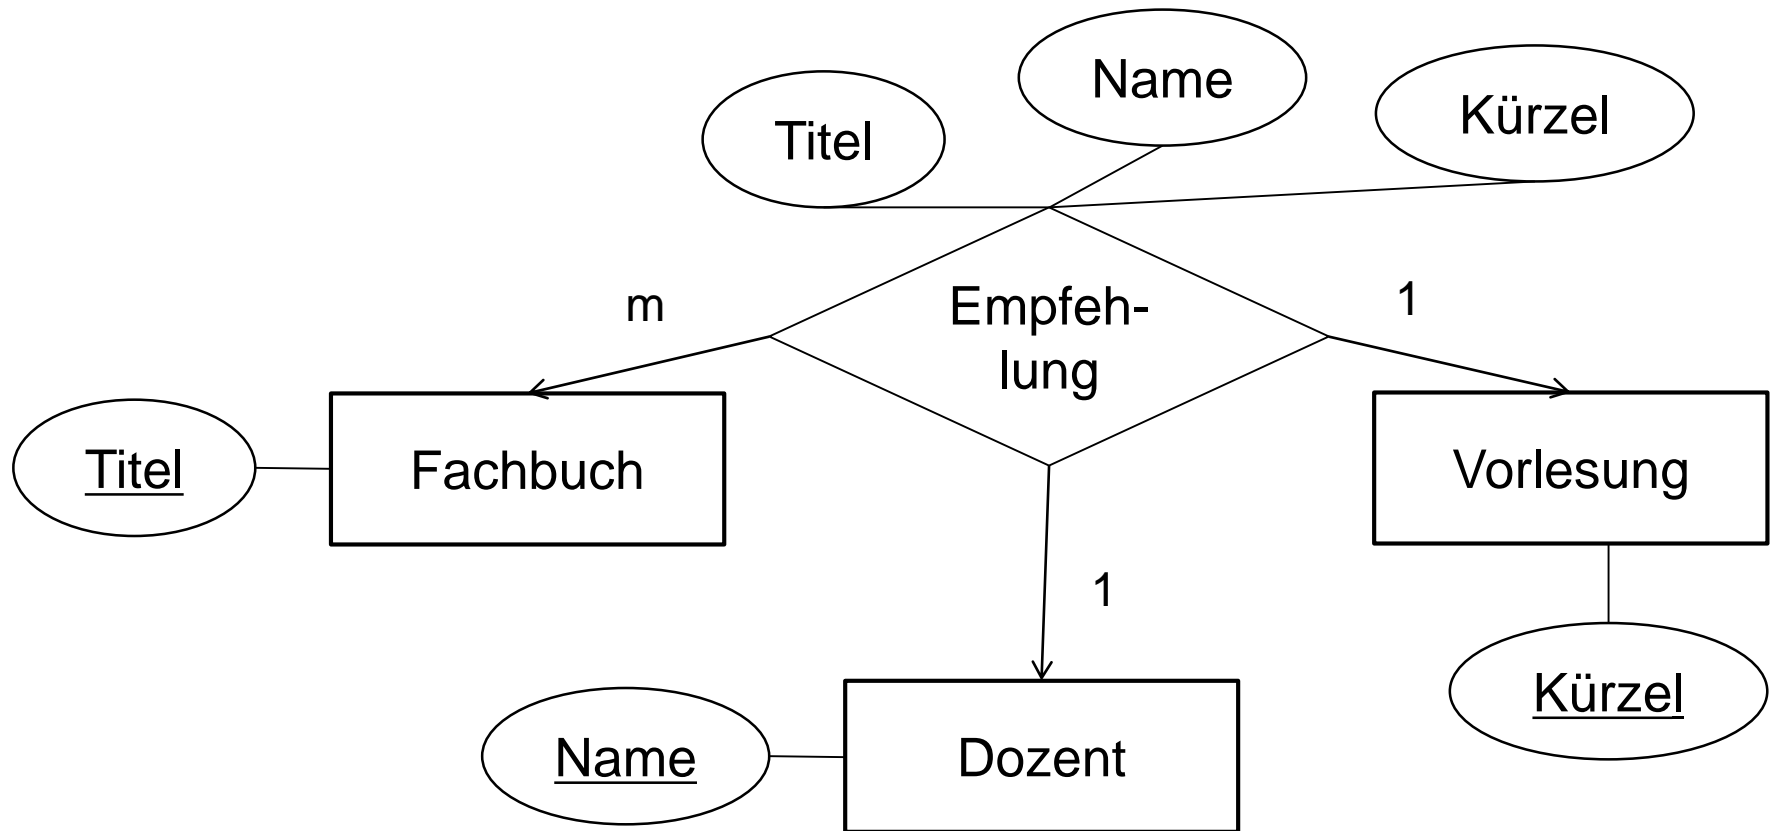 Name
Kürzel
Titel
m
Empfeh-
lung
1
Titel
Fachbuch
Vorlesung
1
Kürzel
Name
Dozent